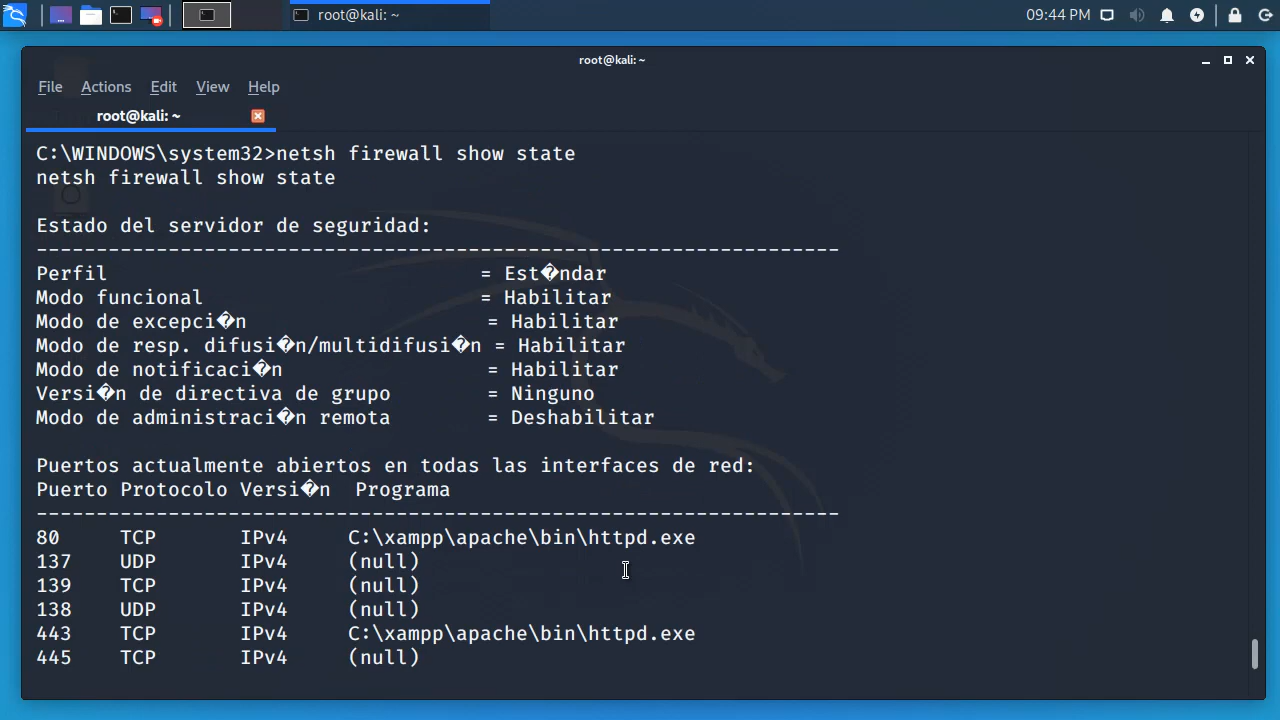 root@kali: ~
09:44 PM
root@kali: ~
File Actions Edit View Help
root@kali: ~
C:\WINDOWS\system32>netsh firewall show state
netsh firewall show state
Estado del servidor de seguridad:
-------------------------------------------------------------------
Perfil = Est�ndar
Modo funcional = Habilitar
Modo de excepci�n = Habilitar
Modo de resp. difusi�n/multidifusi�n = Habilitar
Modo de notificaci�n = Habilitar
Versi�n de directiva de grupo = Ninguno
Modo de administraci�n remota = Deshabilitar
Puertos actualmente abiertos en todas las interfaces de red:
Puerto Protocolo Versi�n Programa
-------------------------------------------------------------------
80 TCP IPv4 C:\xampp\apache\bin\httpd.exe
137 UDP IPv4 (null)
139 TCP IPv4 (null)
138 UDP IPv4 (null)
443 TCP IPv4 C:\xampp\apache\bin\httpd.exe
445 TCP IPv4 (null)